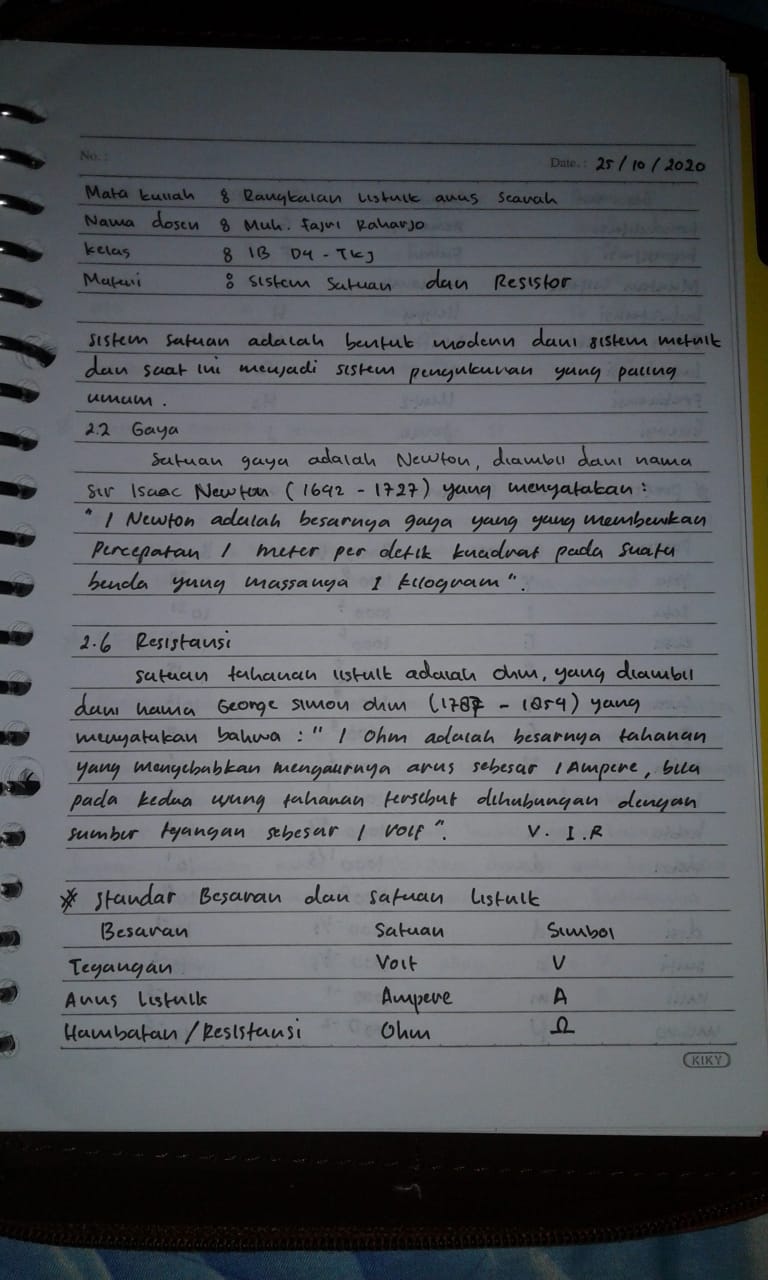 No.:
Date.: 25/10/2020
Mata kuliah : Rangkaian listrik arus searah
Nama dosen : Muh. Fajri Raharjo
kelas : 1B D4 - TKJ
Materi : Sistem Satuan dan Resistor
sistem satuan adalah bentuk modern dari sistem metrik
dan saat ini menjadi sistem pengukuran yang paling
umum.
2.2 Gaya
Satuan gaya adalah Newton, diambil dari nama
Sir Isaac Newton (1642 - 1727) yang menyatakan :
" 1 Newton adalah besarnya gaya yang yang memberikan
Percepatan 1 meter per detik kuadrat pada suatu
benda yang massanya 1 kilogram".
2.6 Resistansi
satuan tahanan listrik adalah ohm, yang diambil
dari nama George simon ohm (1787 - 1854) yang
menyatakan bahwa : " 1 Ohm adalah besarnya tahanan
yang menyebabkan mengalirnya arus sebesar 1 Ampere, bila
pada kedua ujung tahanan tersebut dihubungan dengan
sumber tegangan sebesar 1 volt". V. I.R
* standar Besaran dan satuan listrik
Besaran Satuan Simbol
Tegangan Volt V
Arus listrik Ampere A
Hambatan/Resistansi Ohm Ω
KIKY